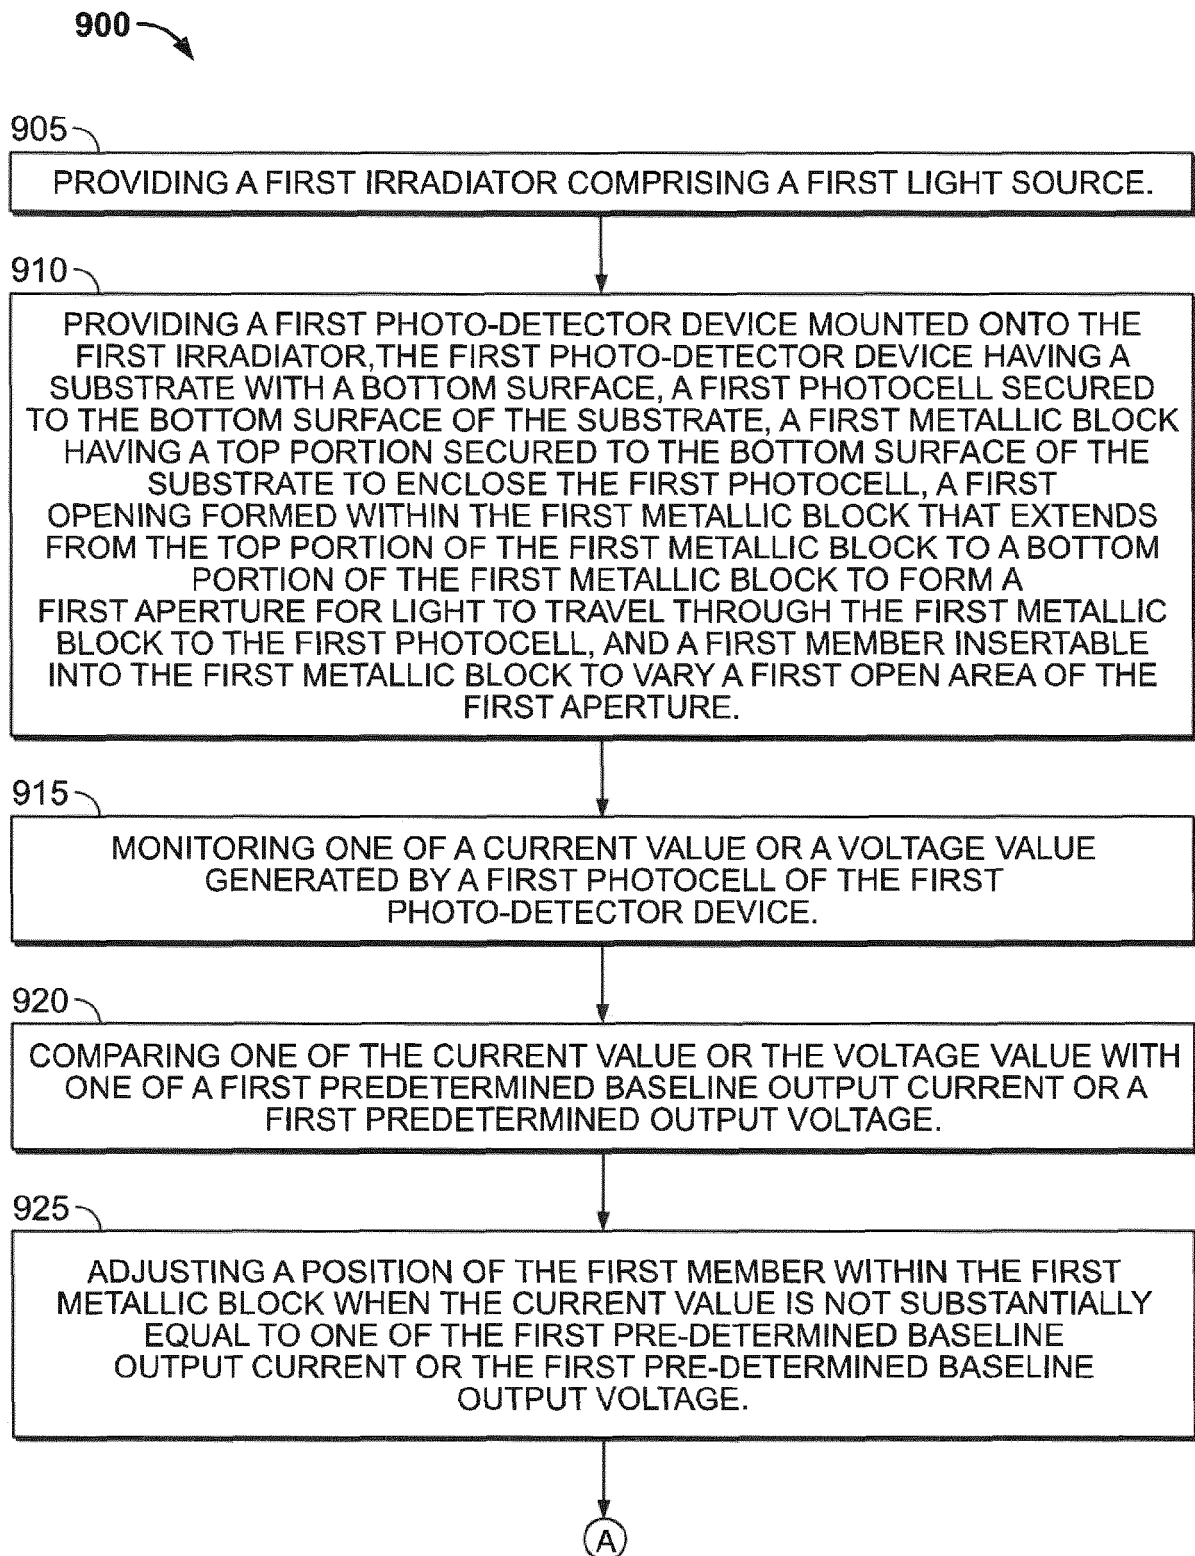 900
905
PROVIDING A FIRST IRRADIATOR COMPRISING A FIRST LIGHT SOURCE.
910
PROVIDING A FIRST PHOTO-DETECTOR DEVICE MOUNTED ONTO THE
FIRST IRRADIATOR, THE FIRST PHOTO-DETECTOR DEVICE HAVING A
SUBSTRATE WITH A BOTTOM SURFACE, A FIRST PHOTOCELL SECURED
TO THE BOTTOM SURFACE OF THE SUBSTRATE, A FIRST METALLIC BLOCK
HAVING A TOP PORTION SECURED TO THE BOTTOM SURFACE OF THE
SUBSTRATE TO ENCLOSE THE FIRST PHOTOCELL, A FIRST
OPENING FORMED WITHIN THE FIRST METALLIC BLOCK THAT EXTENDS
FROM THE TOP PORTION OF THE FIRST METALLIC BLOCK TO A BOTTOM
PORTION OF THE FIRST METALLIC BLOCK TO FORM A
FIRST APERTURE FOR LIGHT TO TRAVEL THROUGH THE FIRST METALLIC
BLOCK TO THE FIRST PHOTOCELL, AND A FIRST MEMBER INSERTABLE
INTO THE FIRST METALLIC BLOCK TO VARY A FIRST OPEN AREA OF THE
FIRST APERTURE.
915
MONITORING ONE OF A CURRENT VALUE OR A VOLTAGE VALUE
GENERATED BY A FIRST PHOTOCELL OF THE FIRST
PHOTO-DETECTOR DEVICE.
920
COMPARING ONE OF THE CURRENT VALUE OR THE VOLTAGE VALUE WITH
ONE OF A FIRST PREDETERMINED BASELINE OUTPUT CURRENT OR A
FIRST PREDETERMINED OUTPUT VOLTAGE.
925
ADJUSTING A POSITION OF THE FIRST MEMBER WITHIN THE FIRST
METALLIC BLOCK WHEN THE CURRENT VALUE IS NOT SUBSTANTIALLY
EQUAL TO ONE OF THE FIRST PRE-DETERMINED BASELINE
OUTPUT CURRENT OR THE FIRST PRE-DETERMINED BASELINE
OUTPUT VOLTAGE.
A